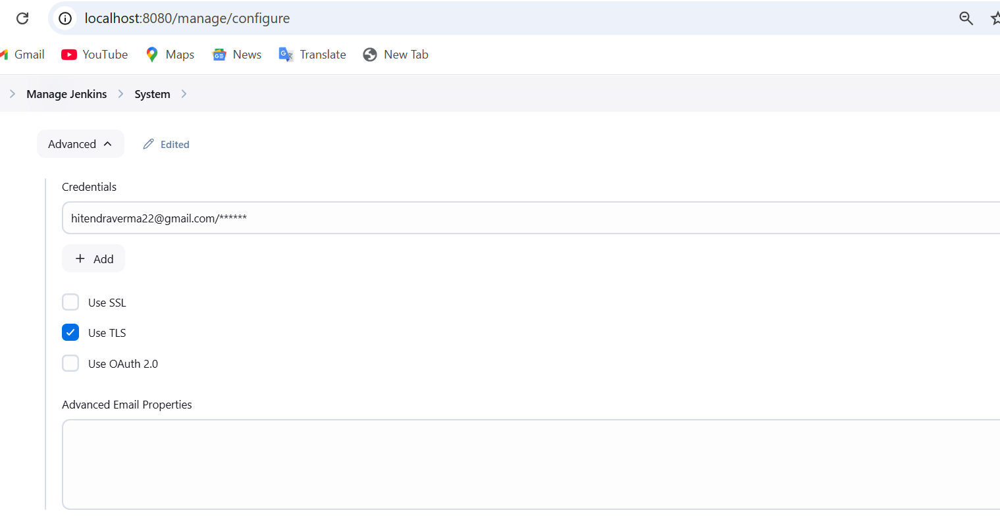 localhost:8080/manage/configure
Gmail YouTube Maps News Translate New Tab
Manage Jenkins System
Advanced Edited
Credentials
hitendraverma22@gmail.com/******
+ Add
Use SSL
Use TLS
Use OAuth 2.0
Advanced Email Properties